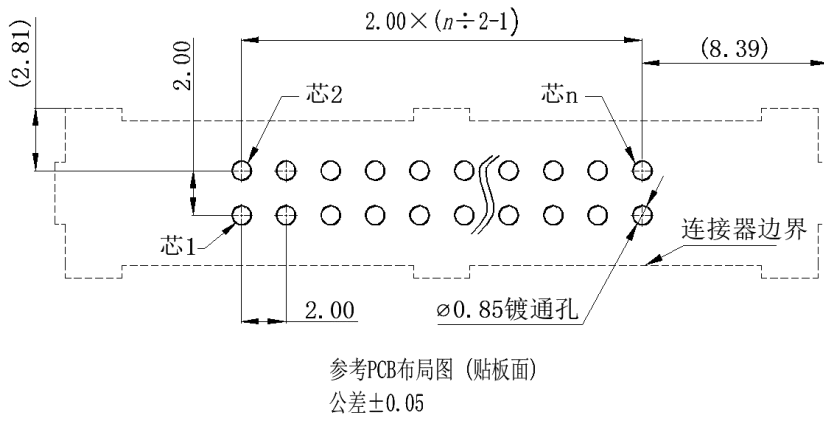 2.00×(n÷2-1)
(8.39)
(2.81)
2.00
芯2
芯n
芯1
连接器边界
2.00
⌀0.85镀通孔
参考PCB布局图 (贴板面)
公差±0.05